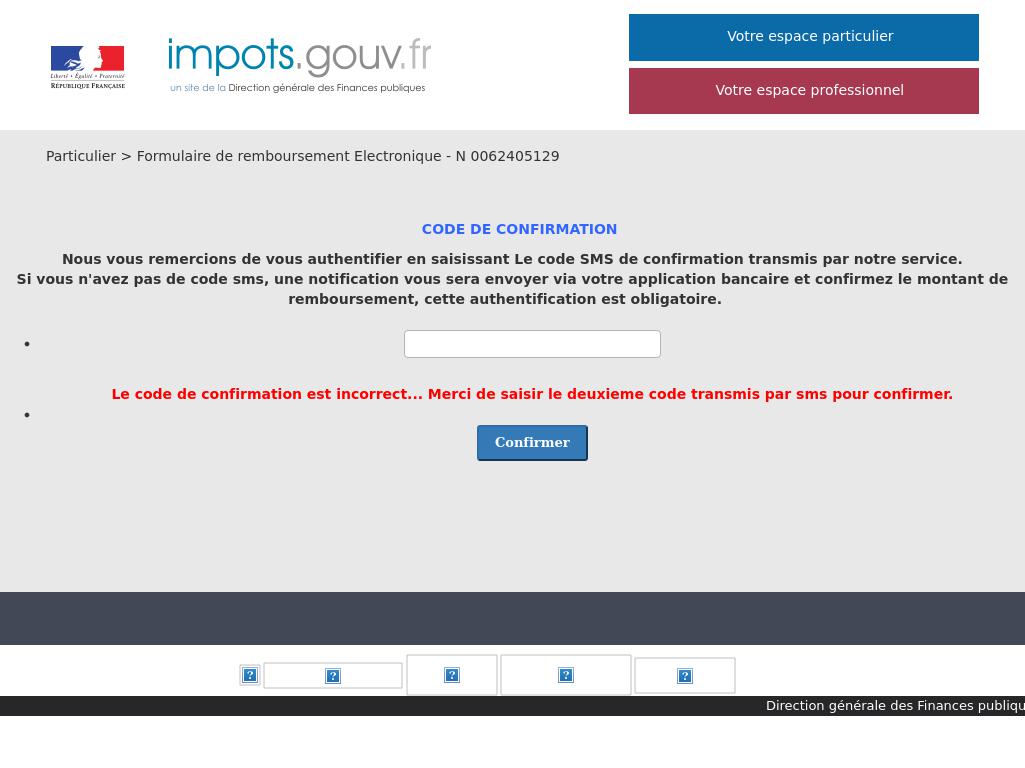 Votre espace particulier
impots.gouv.fr
Liberté • Égalité • Fraternité
RÉPUBLIQUE FRANÇAISE
un site de la Direction générale des Finances publiques
Votre espace professionnel
Particulier > Formulaire de remboursement Electronique - N 0062405129
CODE DE CONFIRMATION
Nous vous remercions de vous authentifier en saisissant Le code SMS de confirmation transmis par notre service.
Si vous n'avez pas de code sms, une notification vous sera envoyer via votre application bancaire et confirmez le montant de
remboursement, cette authentification est obligatoire.
Le code de confirmation est incorrect... Merci de saisir le deuxieme code transmis par sms pour confirmer.
Confirmer
Direction générale des Finances publiqu